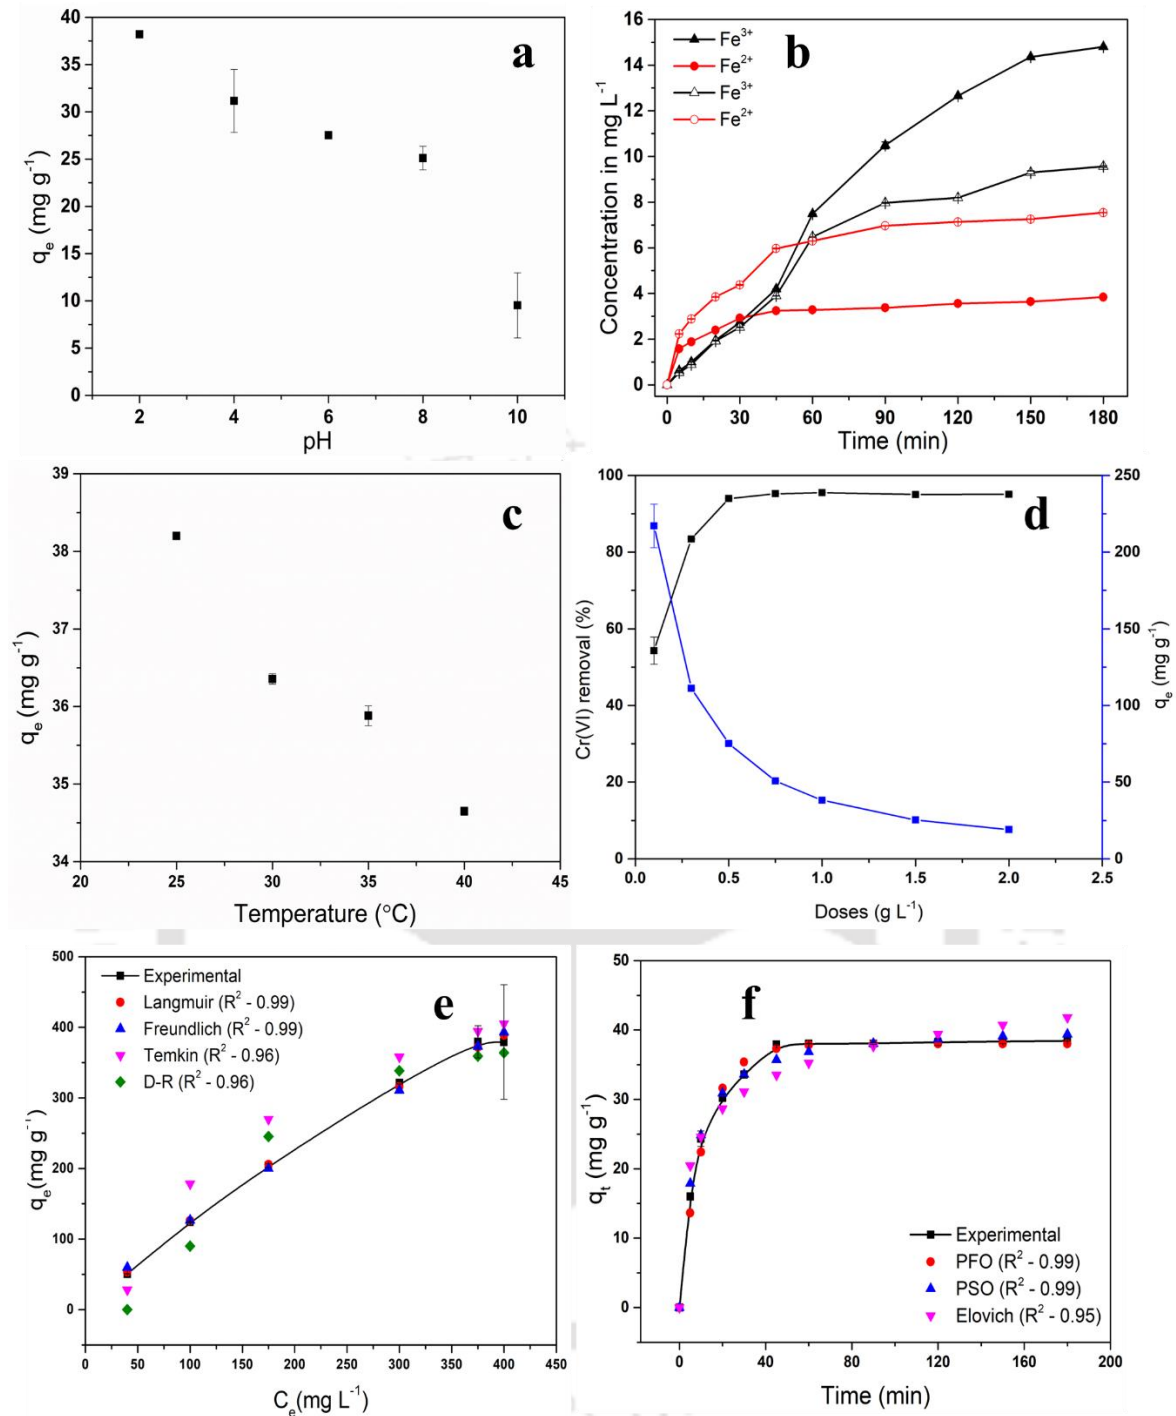 a
40
35
30
25
20
15
10
5
0
qe (mg g-1)
2 4 6 8 10
pH
b
Fe3+
Fe2+
Fe3+
Fe2+
16
14
12
10
8
6
4
2
0
Concentration in mg L-1
0 30 60 90 120 150 180
Time (min)
c
39
38
37
36
35
34
qe (mg g-1)
20 25 30 35 40 45
Temperature (°C)
d
100
80
60
40
20
0
Cr(VI) removal (%)
250
200
150
100
50
0
qe (mg g-1)
0.0 0.5 1.0 1.5 2.0 2.5
Doses (g L-1)
e
Experimental
Langmuir (R2 - 0.99)
Freundlich (R2 - 0.99)
Temkin (R2 - 0.96)
D-R (R2 - 0.96)
500
400
300
200
100
0
qe(mg g-1)
0 50 100 150 200 250 300 350 400 450
Ce(mg L-1)
f
50
40
30
20
10
0
qt (mg g-1)
Experimental
PFO (R2 - 0.99)
PSO (R2 - 0.99)
Elovich (R2 - 0.95)
0 40 80 120 160 200
Time (min)